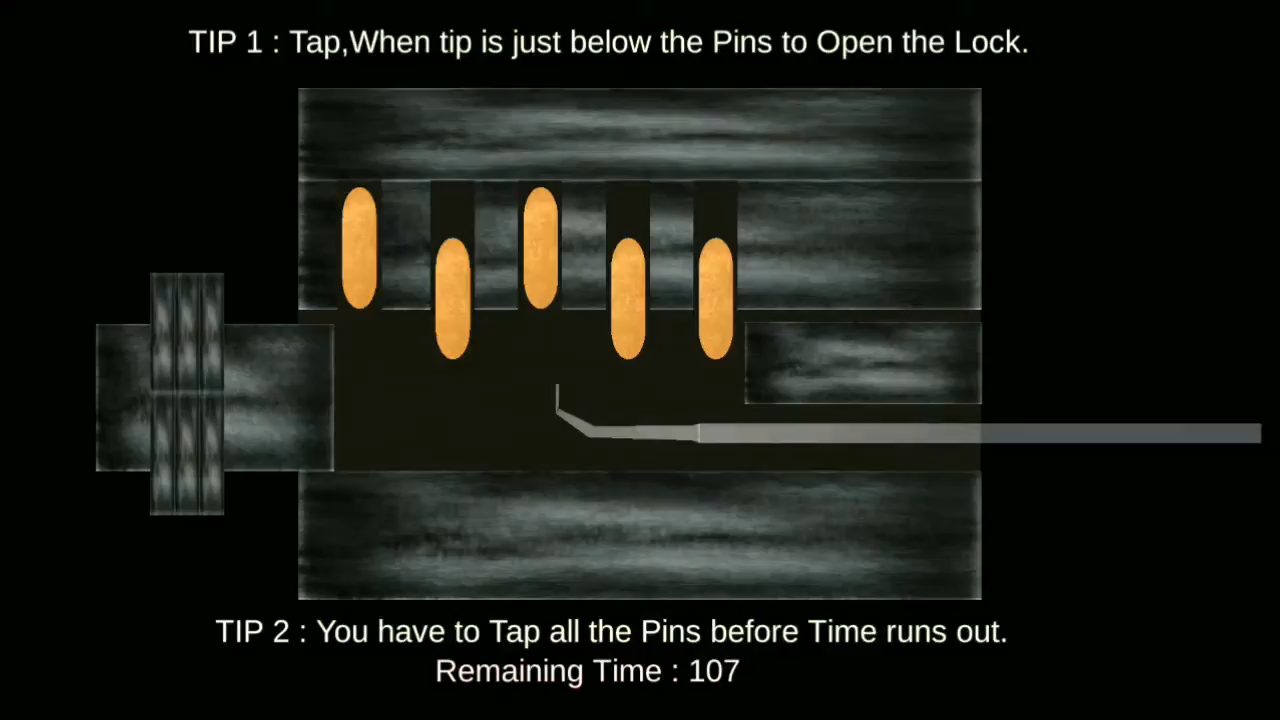 TIP 1 : Tap,When tip is just below the Pins to Open the Lock.
TIP 2 : You have to Tap all the Pins before Time runs out.
Remaining Time : 107